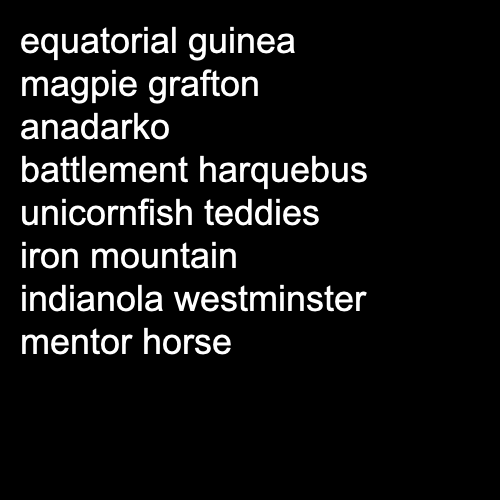 equatorial guinea
magpie grafton
anadarko
battlement harquebus
unicornfish teddies
iron mountain
indianola westminster
mentor horse